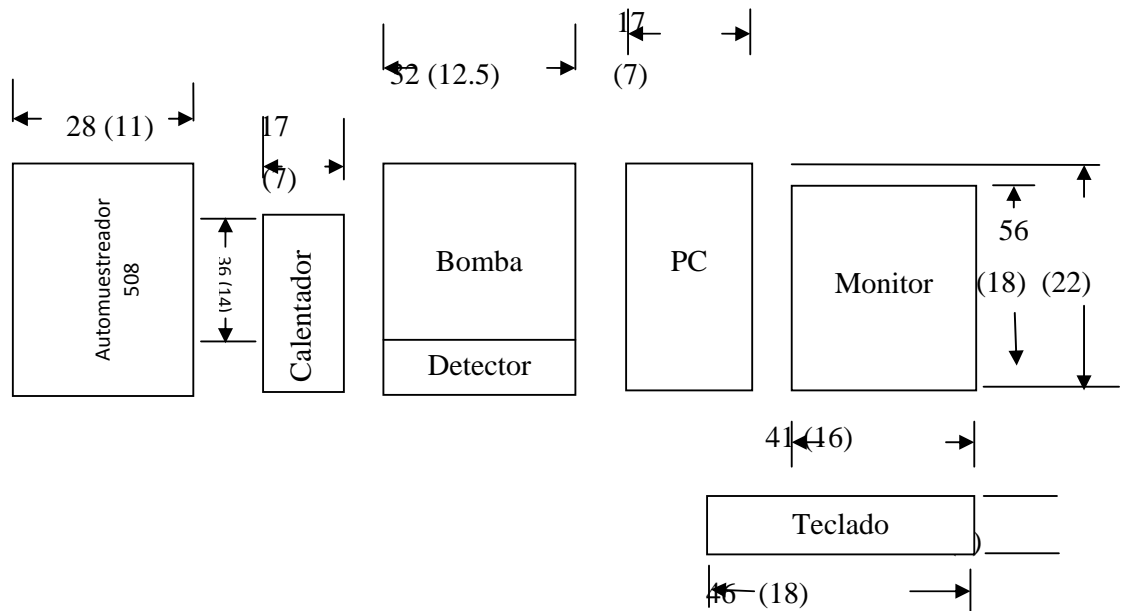 17
(7)
32 (12.5)
28 (11)
17
(7)
Automuestreador
508
36 (14)
Calentador
Bomba
Detector
PC
Monitor
56
(18) (22)
41 (16)
Teclado
)
46 (18)